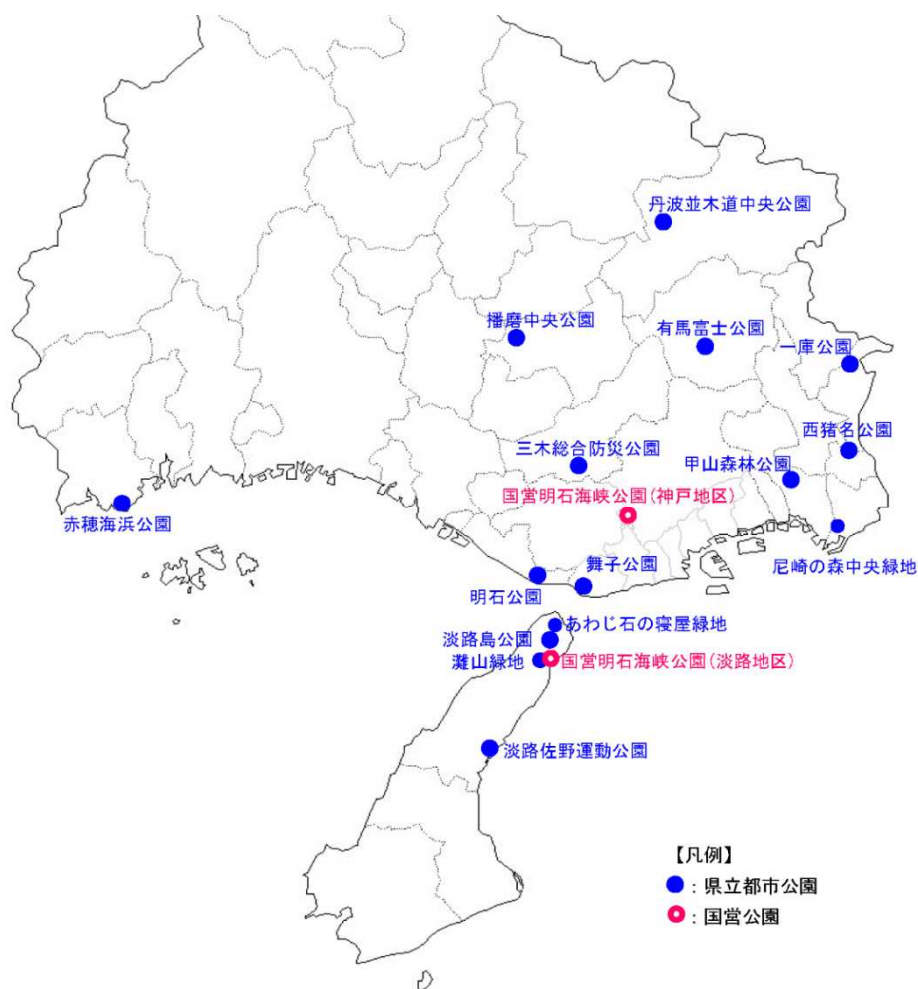 丹波並木道中央公園
播磨中央公園
有馬富士公園
一庫公園
西猪名公園
三木総合防災公園
甲山森林公園
国営明石海峡公園(神戸地区)
赤穂海浜公園
尼崎の森中央緑地
舞子公園
明石公園
あわじ石の寝屋緑地
淡路島公園
灘山緑地
国営明石海峡公園(淡路地区)
淡路佐野運動公園
【凡例】
●：県立都市公園
：国営公園